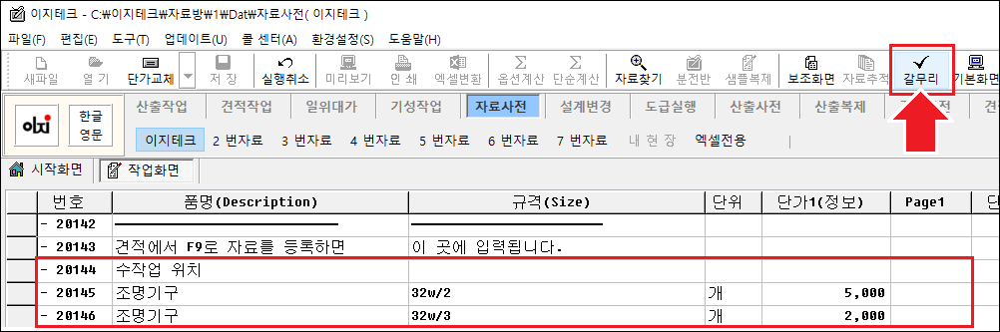 이지테크 - C:₩이지테크₩자료방₩1₩Dat₩자료사전( 이지테크 )
파일(F) 편집(E) 도구(T) 업데이트(U) 콜 센터(A) 환경설정(S) 도움말(H)
새파일 열 기 단가교체 저 장 실행취소 미리보기 인 쇄 엑셀변환 옵션계산 단순계산 자료찾기 분전반 샘플복제 보조화면 자료추적 갈무리 기본화면
산출작업 견적작업 일위대가 기성작업 자료사전 설계변경 도급실행 산출사전 산출복제
한글
영문
이지테크 2 번자료 3 번자료 4 번자료 5 번자료 6 번자료 7 번자료 내 현 장 엑셀전용
시작화면 작업화면
번호 품명(Description) 규격(Size) 단위 단가1(정보) Page1
- 20142
- 20143 견적에서 F9로 자료를 등록하면 이 곳에 입력됩니다.
- 20144 수작업 위치
- 20145 조명기구 32w/2 개 5,000
- 20146 조명기구 32w/3 개 2,000